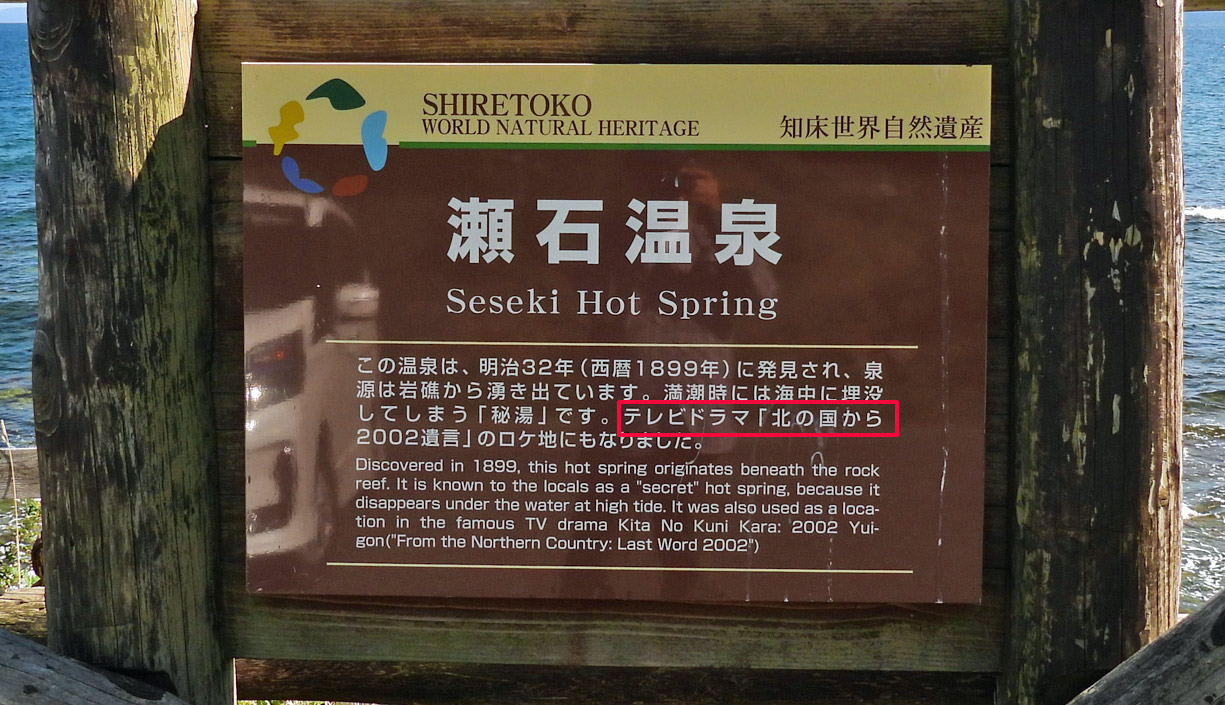 SHIRETOKO
WORLD NATURAL HERITAGE
知床世界自然遺産
瀬石温泉
Seseki Hot Spring
この温泉は、明治32年（西暦1899年）に発見され、泉
源は岩礁から湧き出ています。満潮時には海中に埋没
してしまう「秘湯」です。テレビドラマ「北の国から
2002遺言」のロケ地にもなりました。
Discovered in 1899, this hot spring originates beneath the rock
reef. It is known to the locals as a "secret" hot spring, because it
disappears under the water at high tide. It was also used as a loca-
tion in the famous TV drama Kita No Kuni Kara: 2002 Yui-
gon("From the Northern Country: Last Word 2002")